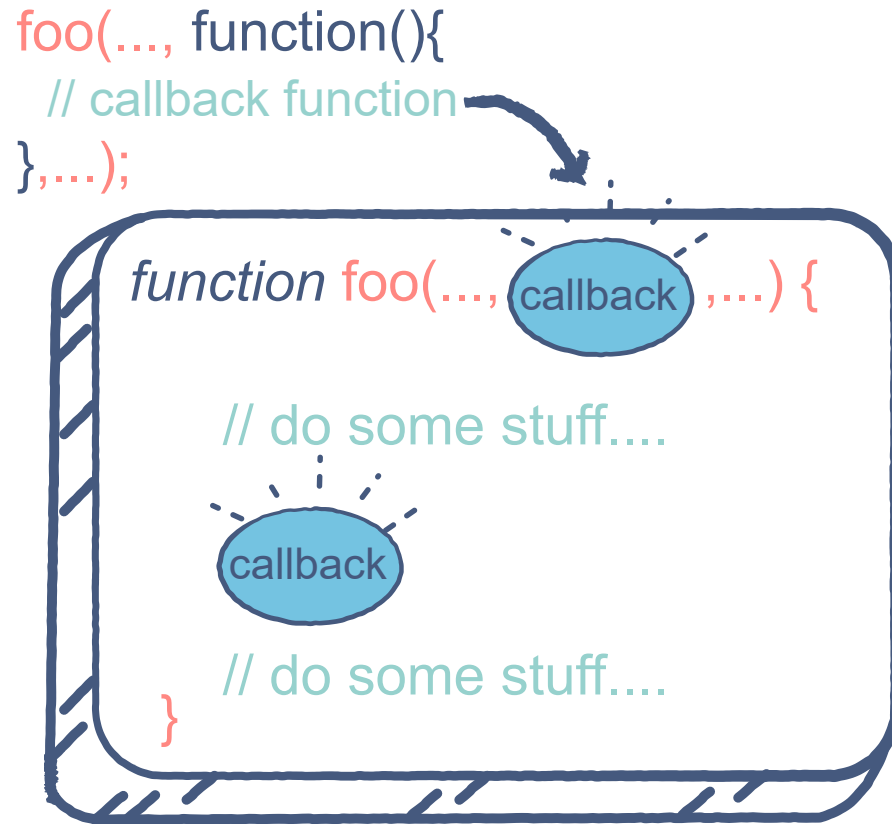 foo(..., function(){
// callback function
},...);
function foo(..., callback ,...) {
// do some stuff....
callback
// do some stuff....
}